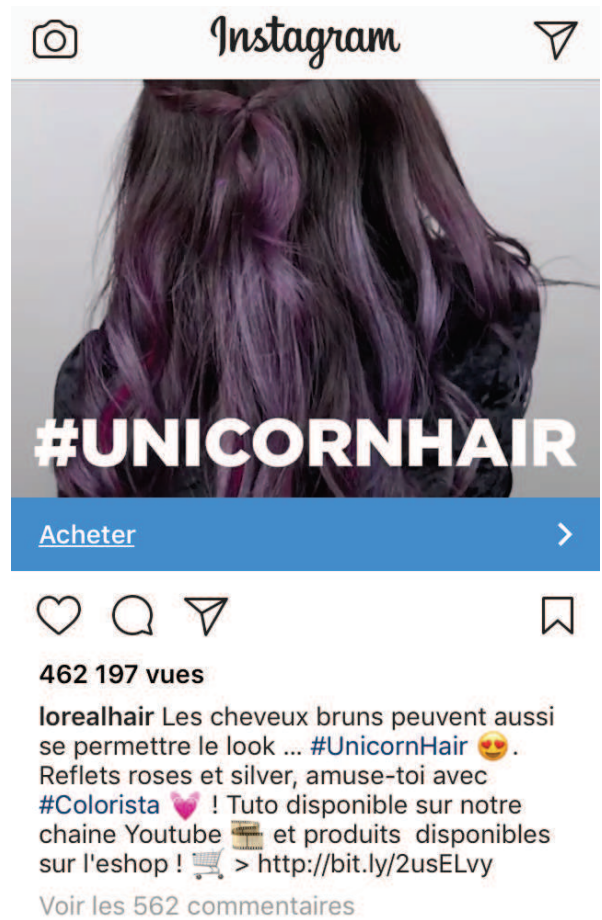 Instagram
#UNICORNHAIR
Acheter
462 197 vues
lorealhair Les cheveux bruns peuvent aussi
se permettre le look ... #UnicornHair 😍.
Reflets roses et silver, amuse-toi avec
#Colorista 💓 ! Tuto disponible sur notre
chaine Youtube 🎞️ et produits disponibles
sur l'eshop ! 🛒 > http://bit.ly/2usELvy
Voir les 562 commentaires